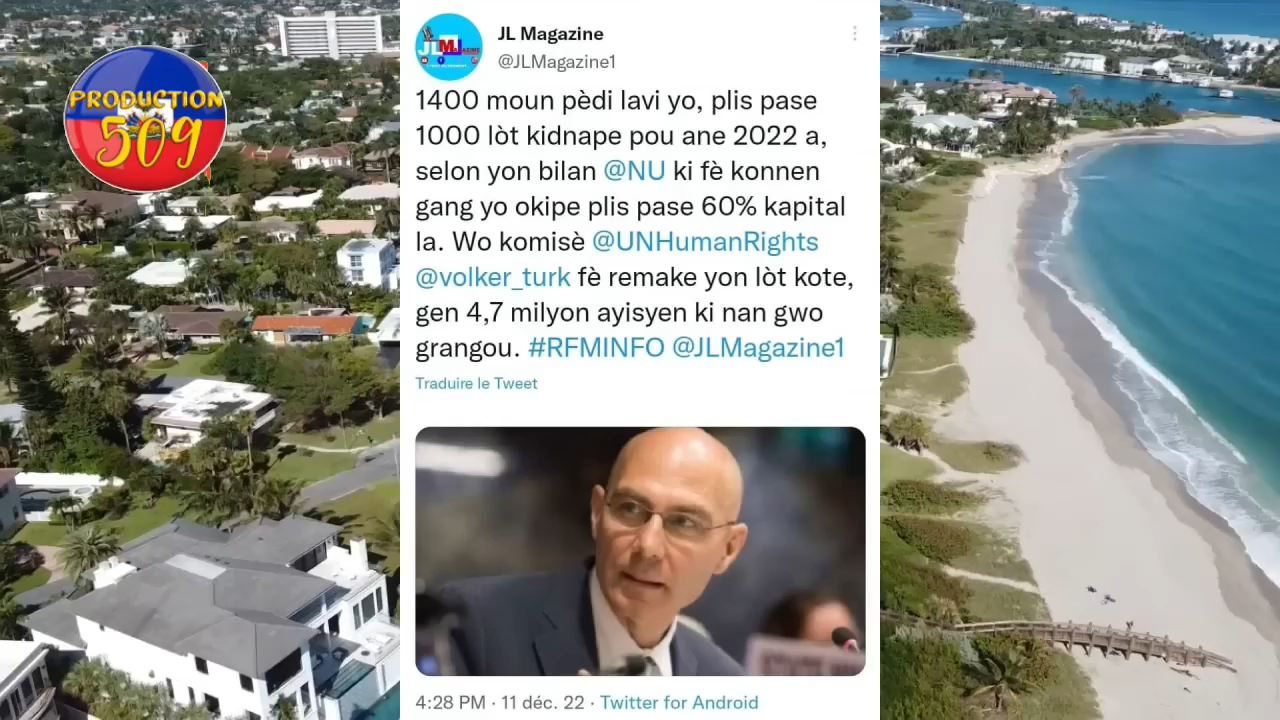 PRODUCTION
509
JL Magazine
@JLMagazine1
1400 moun pèdi lavi yo, plis pase
1000 lòt kidnape pou ane 2022 a,
selon yon bilan @NU ki fè konnen
gang yo okipe plis pase 60% kapital
la. Wo komisè @UNHumanRights
@volker_turk fè remake yon lòt kote,
gen 4,7 milyon ayisyen ki nan gwo
grangou. #RFMINFO @JLMagazine1
Traduire le Tweet
4:28 PM · 11 déc. 22 · Twitter for Android